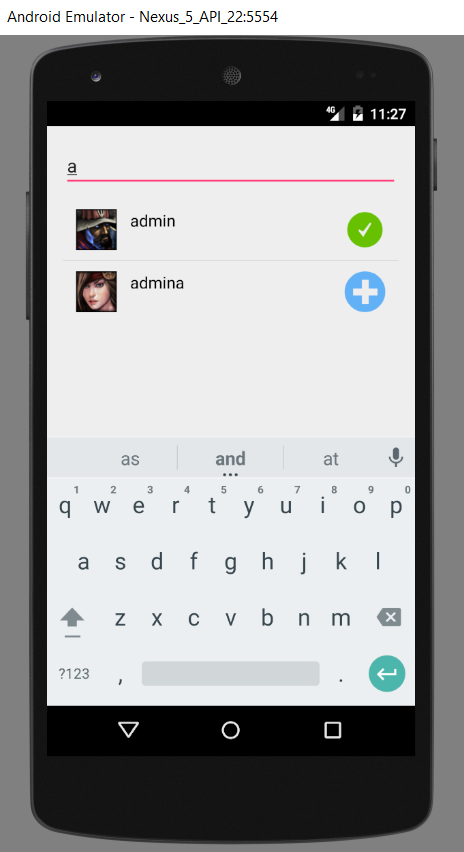 Android Emulator - Nexus_5_API_22:5554
4G 11:27
a
admin
admina
as and at
1 2 3 4 5 6 7 8 9 0
q w e r t y u i o p
a s d f g h j k l
z x c v b n m
?123 , .